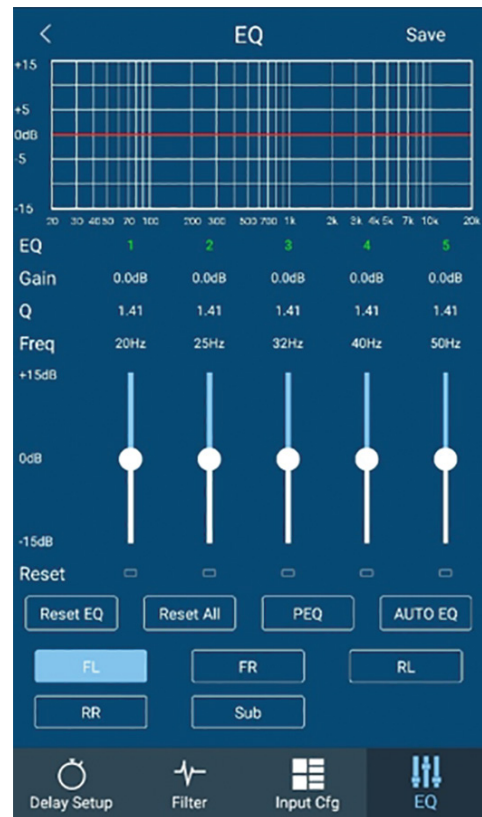 EQ Save
+15
+5
0dB
-5
-15
20 30 40 50 70 100 200 300 500 700 1k 2k 3k 4k 5k 7k 10k 20k
EQ 1 2 3 4 5
Gain 0.0dB 0.0dB 0.0dB 0.0dB 0.0dB
Q 1.41 1.41 1.41 1.41 1.41
Freq 20Hz 25Hz 32Hz 40Hz 50Hz
+15dB
0dB
-15dB
Reset
Reset EQ Reset All PEQ AUTO EQ
FL FR RL
RR Sub
Delay Setup Filter Input Cfg EQ